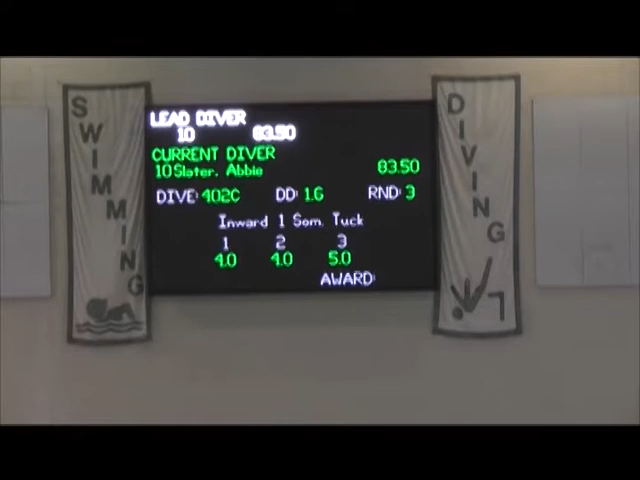 SWIMMING
LEAD DIVER
10 83.50
CURRENT DIVER
10 Slater, Abbie 83.50
DIVE: 402C DD: 1.6 RND: 3
Inward 1 Som. Tuck
1 2 3
4.0 4.0 5.0
AWARD:
DIVING